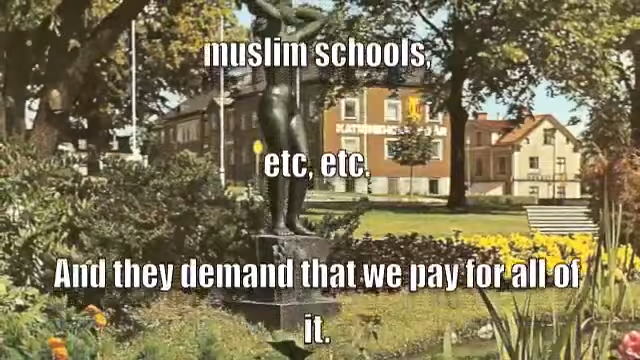 muslim schools,
etc, etc.
And they demand that we pay for all of
it.